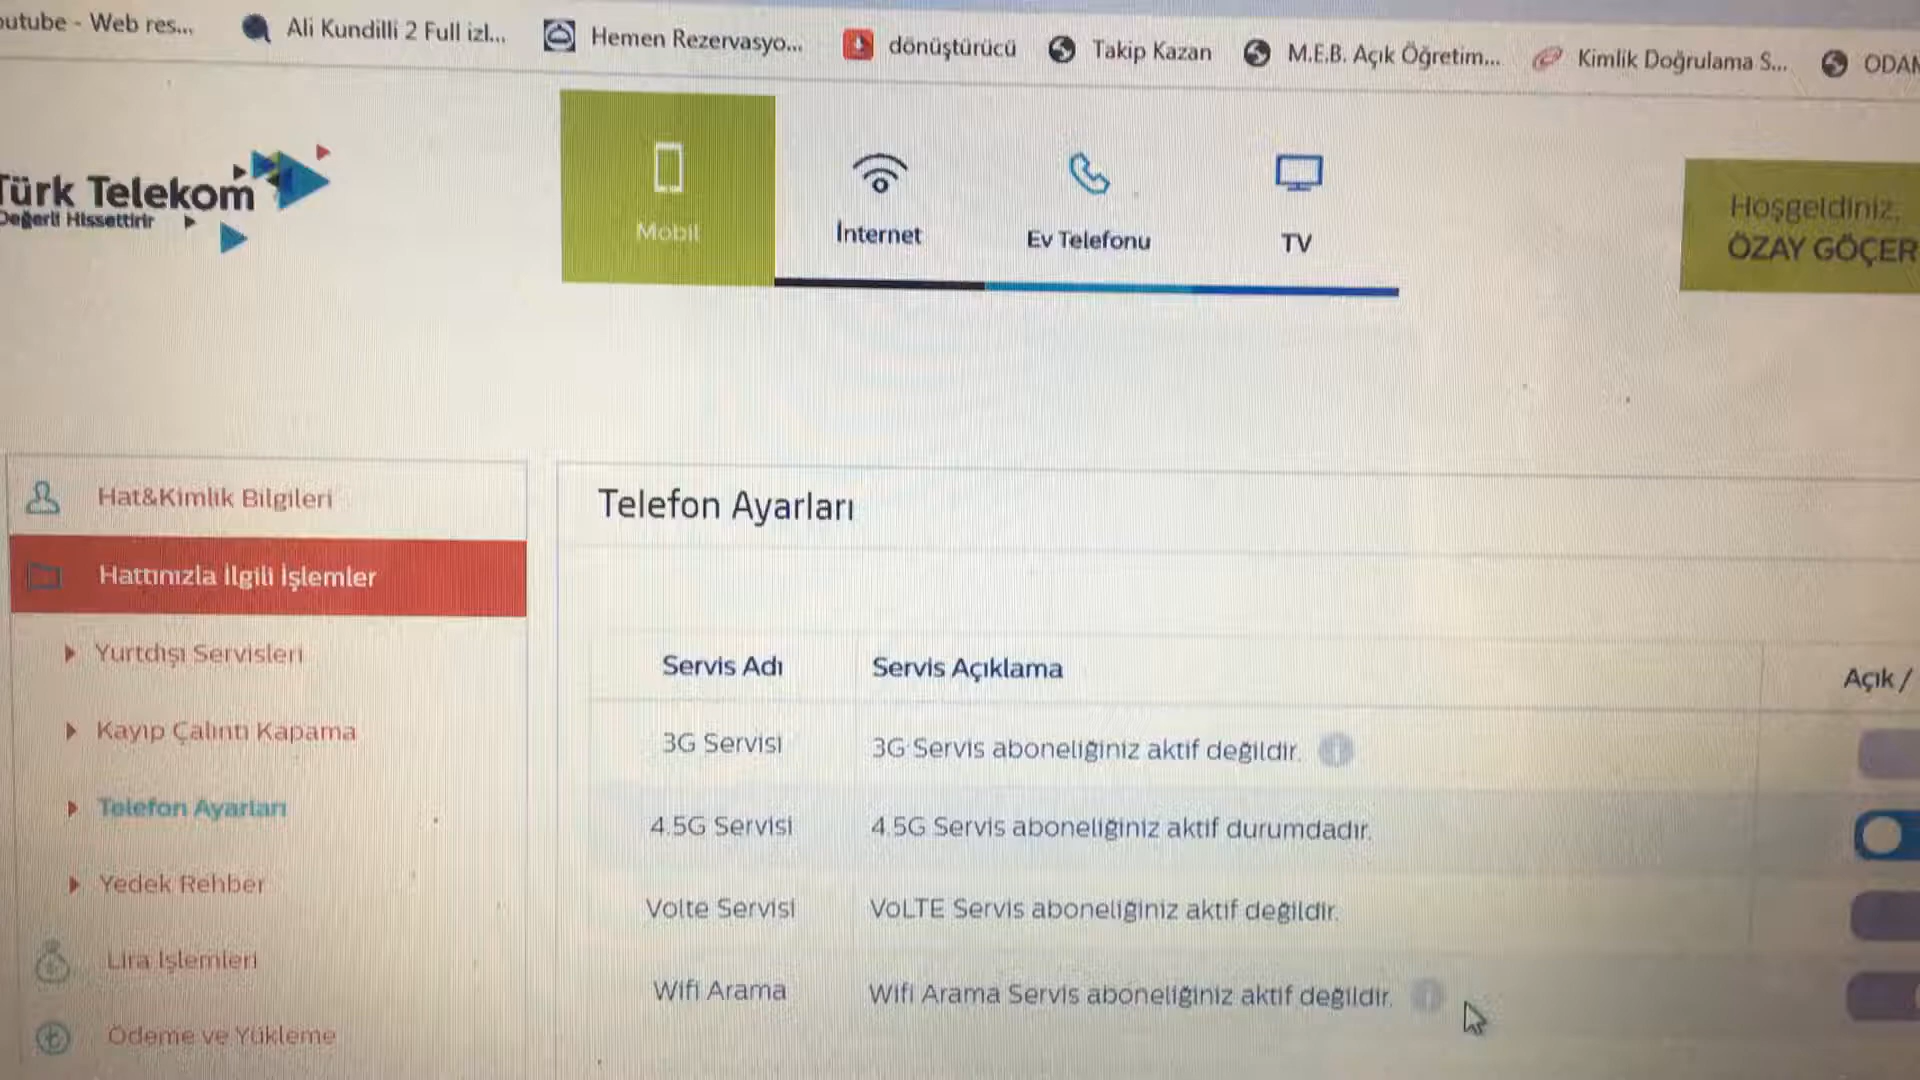 outube - Web res...
Ali Kundilli 2 Full izl...
Hemen Rezervasyo...
dönüştürücü
Takip Kazan
M.E.B. Açık Öğretim...
Kimlik Doğrulama S...
ODAM
Türk Telekom
Değerli Hissettirir
Mobil
İnternet
Ev Telefonu
TV
Hoşgeldiniz,
ÖZAY GÖÇER
Hat&Kimlik Bilgileri
Hattınızla İlgili İşlemler
Yurtdışı Servisleri
Kayıp Çalıntı Kapama
Telefon Ayarları
Yedek Rehber
Lira İşlemleri
Ödeme ve Yükleme
Telefon Ayarları
Servis Adı Servis Açıklama Açık /
3G Servisi 3G Servis aboneliğiniz aktif değildir.
4.5G Servisi 4.5G Servis aboneliğiniz aktif durumdadır.
Volte Servisi VoLTE Servis aboneliğiniz aktif değildir.
Wifi Arama Wifi Arama Servis aboneliğiniz aktif değildir.